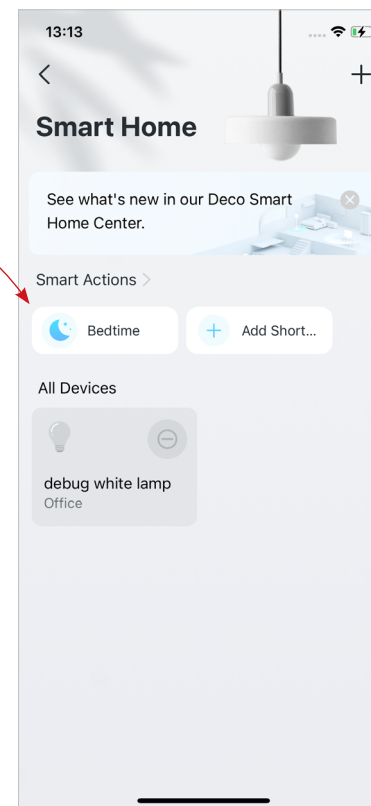 13:13
Smart Home
See what's new in our Deco Smart
Home Center.
Smart Actions
Bedtime
Add Short...
All Devices
debug white lamp
Office